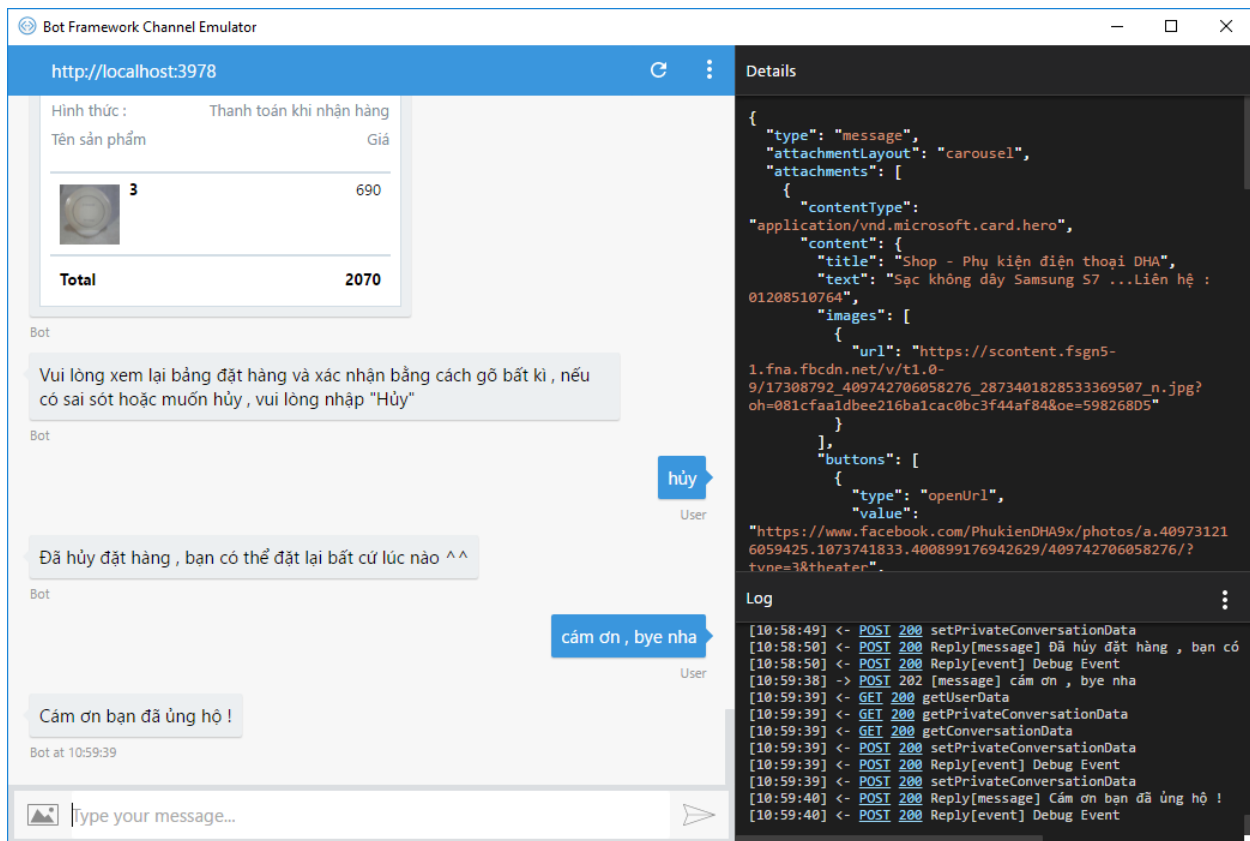 Bot Framework Channel Emulator
http://localhost:3978
Hình thức : Thanh toán khi nhận hàng
Tên sản phẩm Giá
3 690
Total 2070
Bot
Vui lòng xem lại bảng đặt hàng và xác nhận bằng cách gõ bất kì , nếu
có sai sót hoặc muốn hủy , vui lòng nhập "Hủy"
Bot
hủy
User
Đã hủy đặt hàng , bạn có thể đặt lại bất cứ lúc nào ^^
Bot
cám ơn , bye nha
User
Cám ơn bạn đã ủng hộ !
Bot at 10:59:39
Type your message...
Details
{
"type": "message",
"attachmentLayout": "carousel",
"attachments": [
{
"contentType":
"application/vnd.microsoft.card.hero",
"content": {
"title": "Shop - Phụ kiện điện thoại DHA",
"text": "Sạc không dây Samsung S7 ...Liên hệ :
01208510764",
"images": [
{
"url": "https://scontent.fsgn5-
1.fna.fbcdn.net/v/t1.0-
9/17308792_409742706058276_2873401828533369507_n.jpg?
oh=081cfaa1dbee216ba1cac0bc3f44af84&oe=598268D5"
}
],
"buttons": [
{
"type": "openUrl",
"value":
"https://www.facebook.com/PhukienDHA9x/photos/a.40973121
6059425.1073741833.400899176942629/409742706058276/?
type=3&theater",
Log
[10:58:49] <- POST 200 setPrivateConversationData
[10:58:50] <- POST 200 Reply[message] Đã hủy đặt hàng , bạn có
[10:58:50] <- POST 200 Reply[event] Debug Event
[10:59:38] -> POST 202 [message] cám ơn , bye nha
[10:59:39] <- GET 200 getUserData
[10:59:39] <- GET 200 getPrivateConversationData
[10:59:39] <- GET 200 getConversationData
[10:59:39] <- POST 200 setPrivateConversationData
[10:59:39] <- POST 200 Reply[event] Debug Event
[10:59:39] <- POST 200 setPrivateConversationData
[10:59:40] <- POST 200 Reply[message] Cám ơn bạn đã ủng hộ !
[10:59:40] <- POST 200 Reply[event] Debug Event